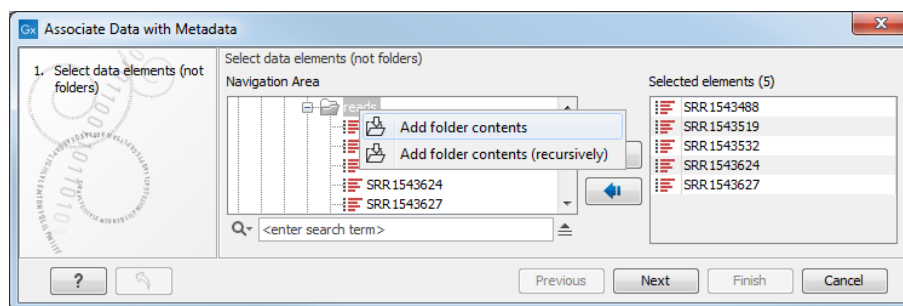 Gx Associate Data with Metadata
X
1. Select data elements (not
folders)
Select data elements (not folders)
Navigation Area
reads
Add folder contents
Add folder contents (recursively)
SRR1543624
SRR1543627
<enter search term>
Selected elements (5)
SRR1543488
SRR1543519
SRR1543532
SRR1543624
SRR1543627
?
Previous
Next
Finish
Cancel